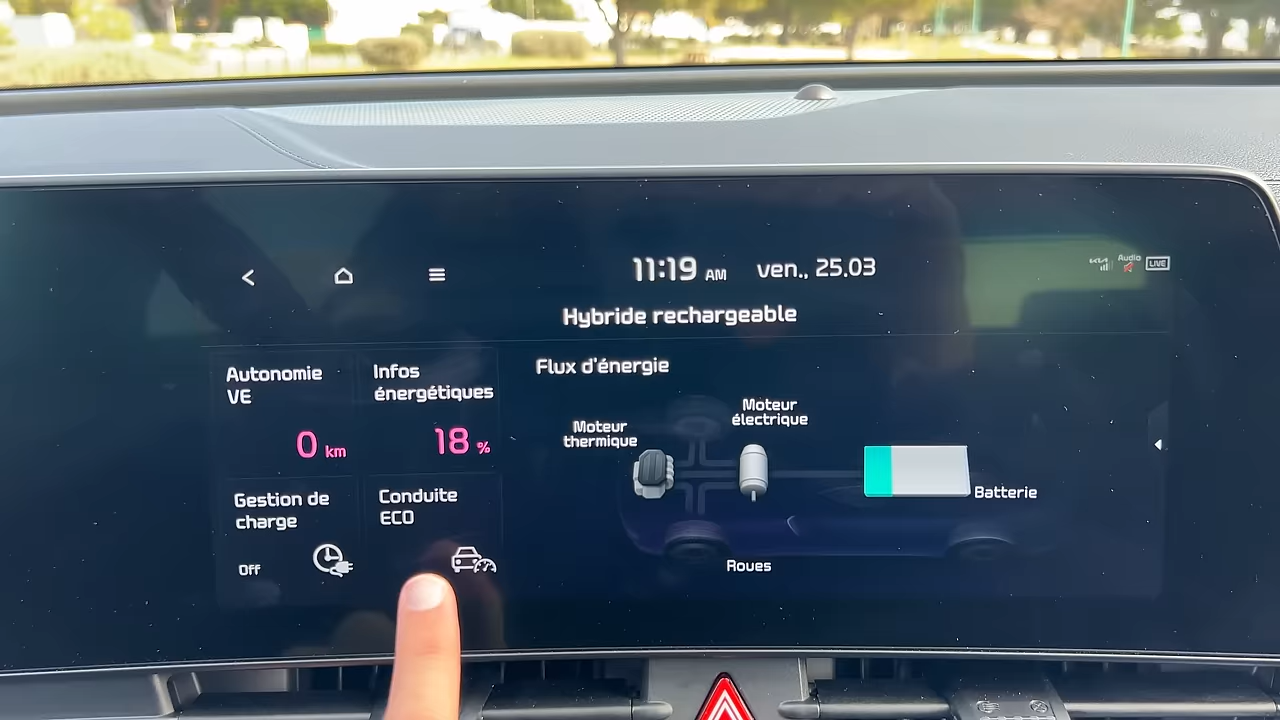 11:19 AM ven., 25.03
KIA Audio LIVE
Hybride rechargeable
Autonomie
VE
0 km
Infos
énergétiques
18 %
Gestion de
charge
Off
Conduite
ECO
Flux d'énergie
Moteur
thermique
Moteur
électrique
Batterie
Roues